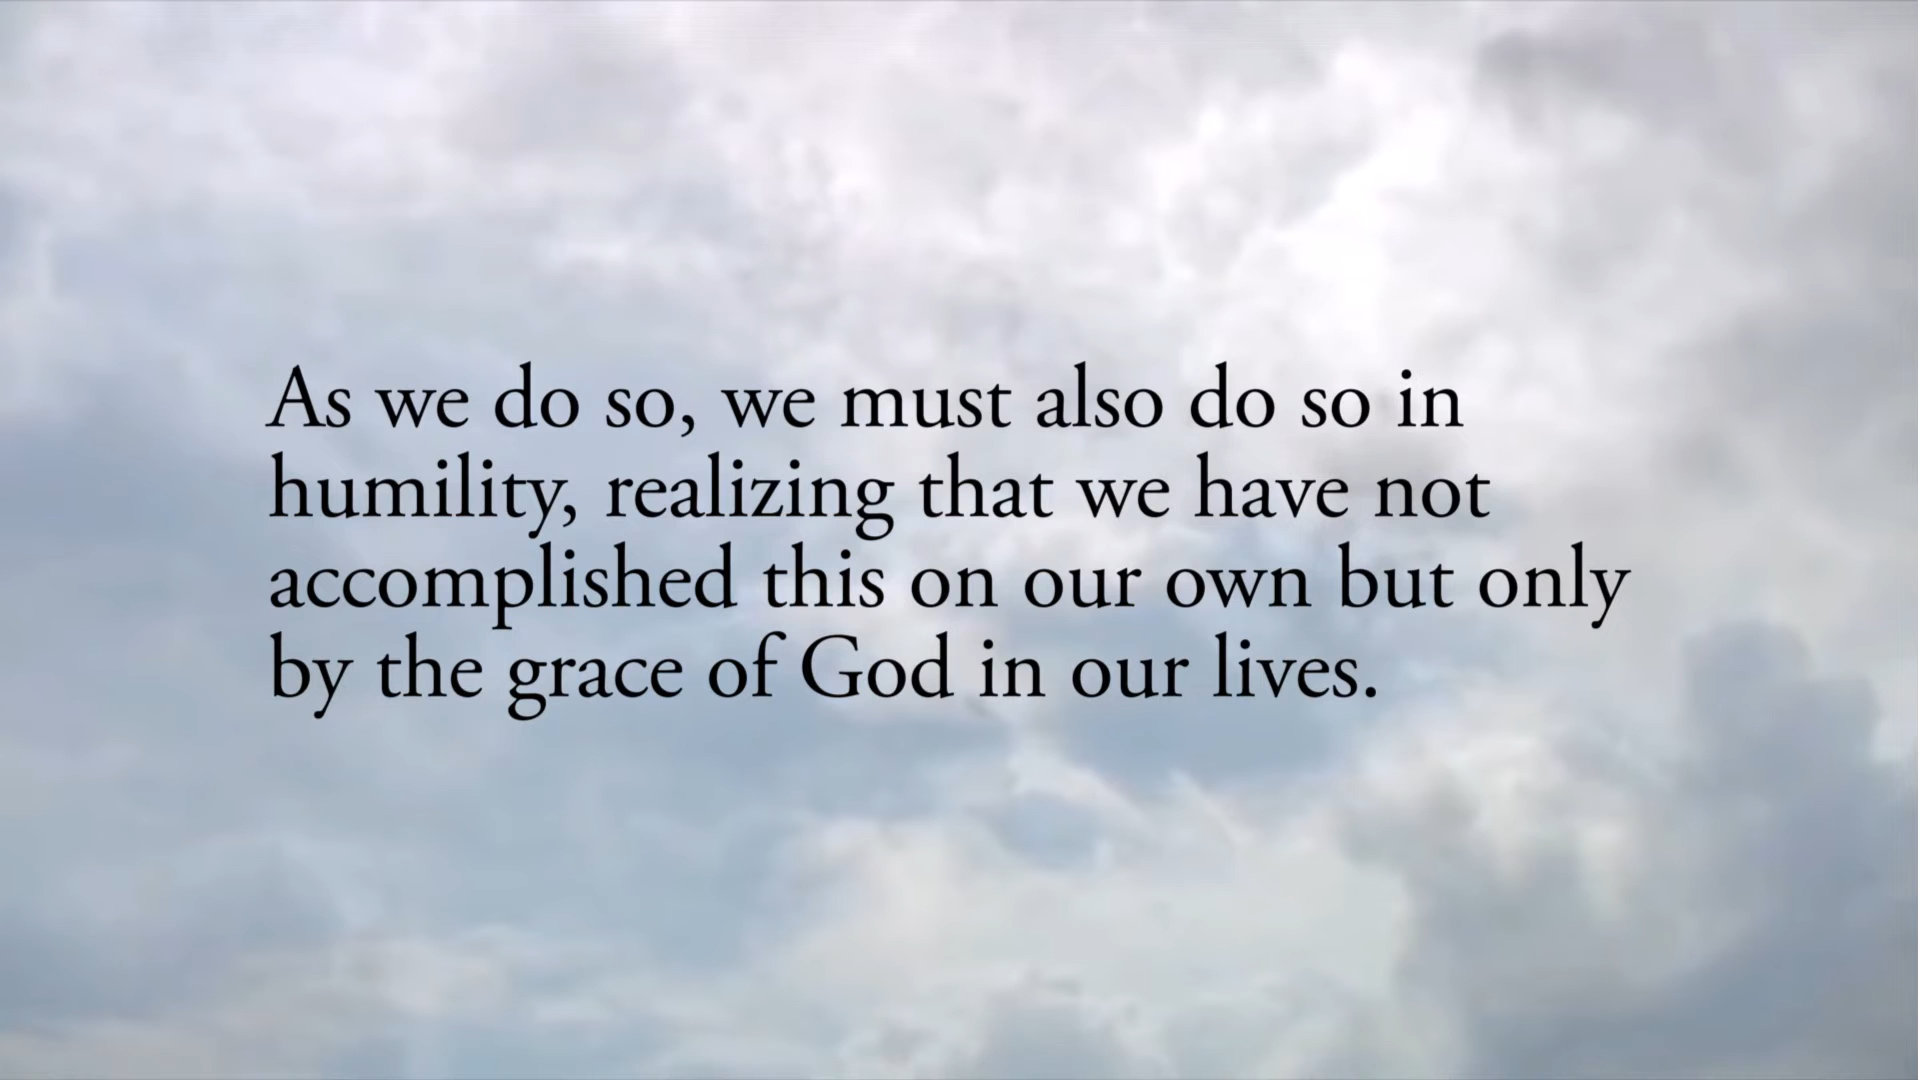 As we do so, we must also do so in
humility, realizing that we have not
accomplished this on our own but only
by the grace of God in our lives.